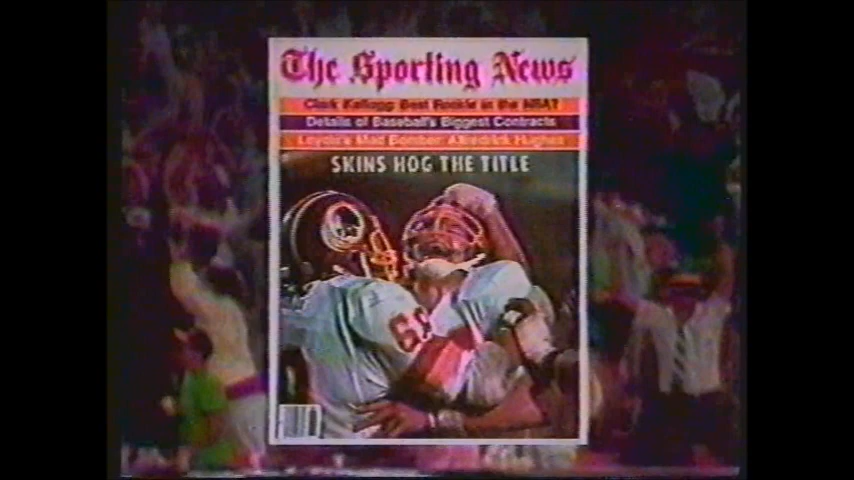 The Sporting News
Clark Kellogg: Best Rookie in the NBA?
Details of Baseball's Biggest Contracts
Loyola's Mad Bomber: Alfredrick Hughes
SKINS HOG THE TITLE